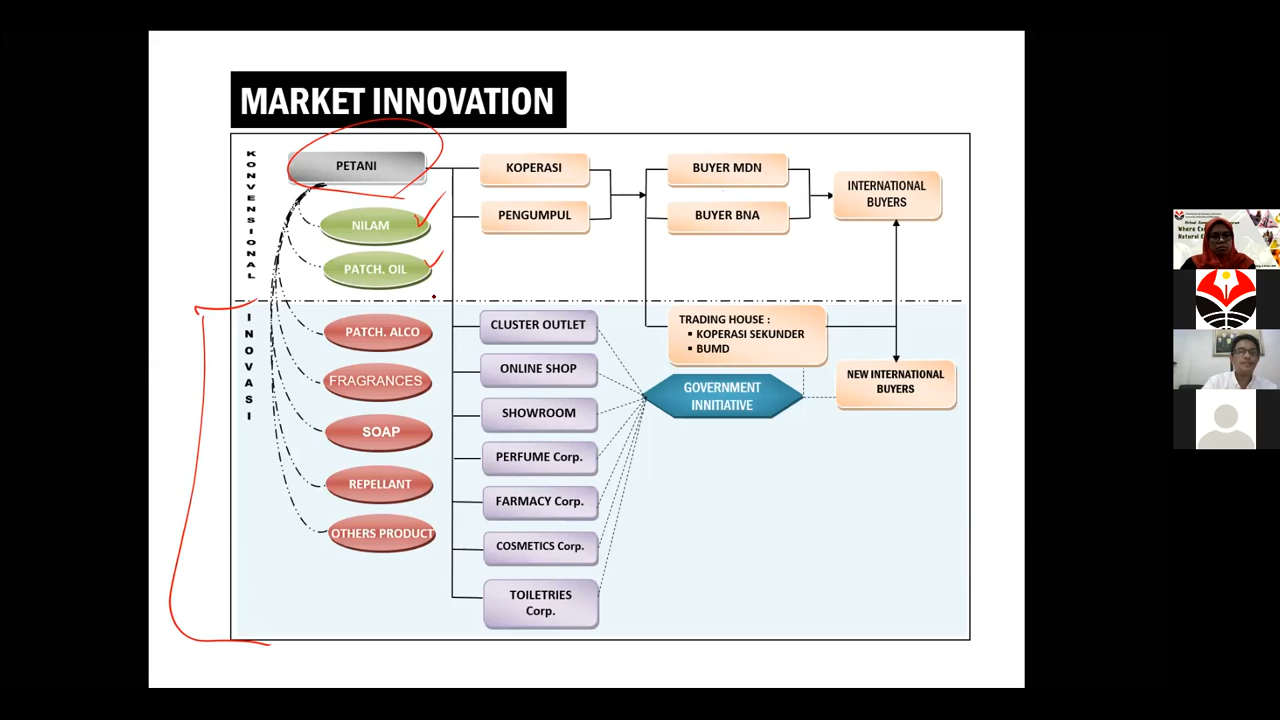 MARKET INNOVATION
KONVENSIONAL
PETANI
NILAM
PATCH. OIL
KOPERASI
PENGUMPUL
BUYER MDN
BUYER BNA
INTERNATIONAL
BUYERS
INOVASI
PATCH. ALCO
FRAGRANCES
SOAP
REPELLANT
OTHERS PRODUCT
CLUSTER OUTLET
ONLINE SHOP
SHOWROOM
PERFUME Corp.
FARMACY Corp.
COSMETICS Corp.
TOILETRIES
Corp.
TRADING HOUSE :
▪ KOPERASI SEKUNDER
▪ BUMD
GOVERNMENT
INNITIATIVE
NEW INTERNATIONAL
BUYERS
Where
Natural